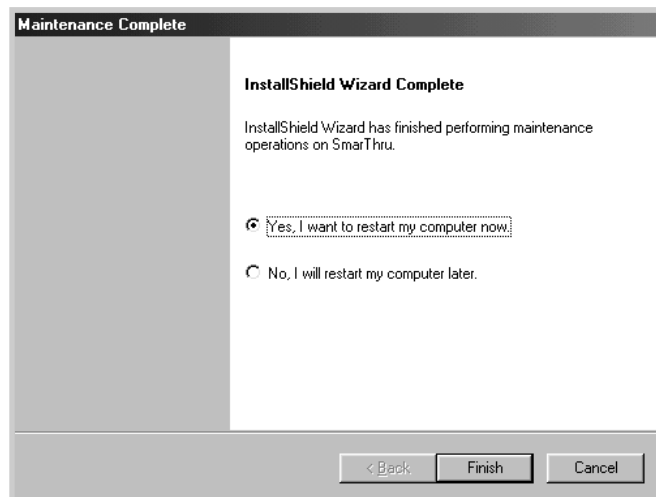 Maintenance Complete
InstallShield Wizard Complete
InstallShield Wizard has finished performing maintenance
operations on SmarThru.
Yes, I want to restart my computer now.
No, I will restart my computer later.
< Back
Finish
Cancel